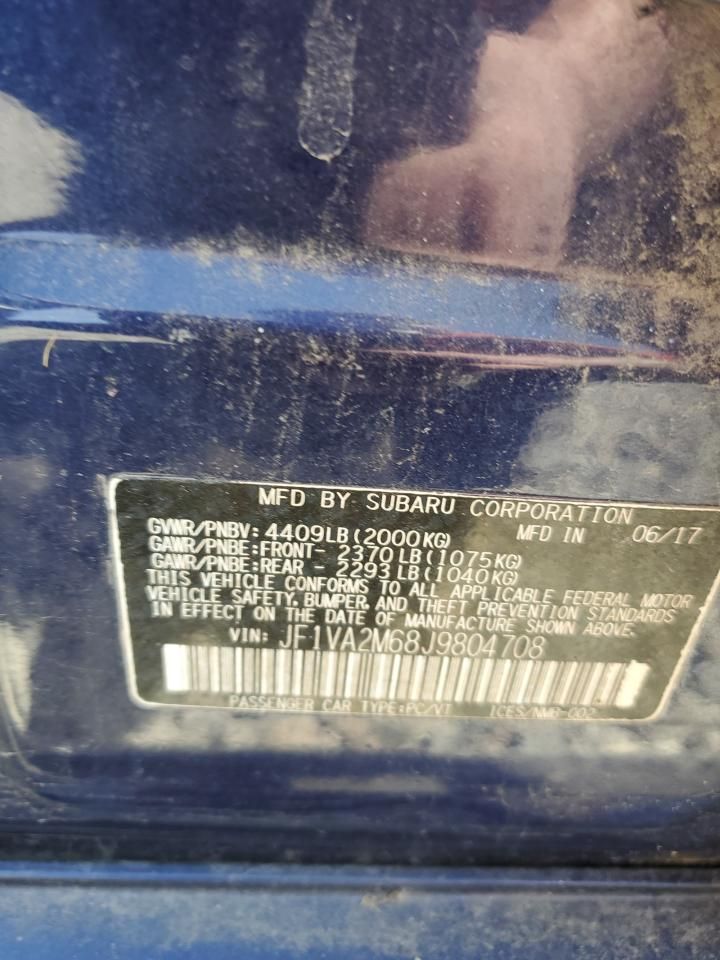 MFD BY SUBARU CORPORATION
GVWR/PNBV: 4409LB(2000KG) MFD IN 06/17
GAWR/PNBE:FRONT- 2370LB(1075KG)
GAWR/PNBE:REAR - 2293LB(1040KG)
THIS VEHICLE CONFORMS TO ALL APPLICABLE FEDERAL MOTOR
VEHICLE SAFETY, BUMPER, AND THEFT PREVENTION STANDARDS
IN EFFECT ON THE DATE OF MANUFACTURE SHOWN ABOVE.
VIN: JF1VA2M68J9804708
PASSENGER CAR TYPE:PC/VT ICES/NMB-002